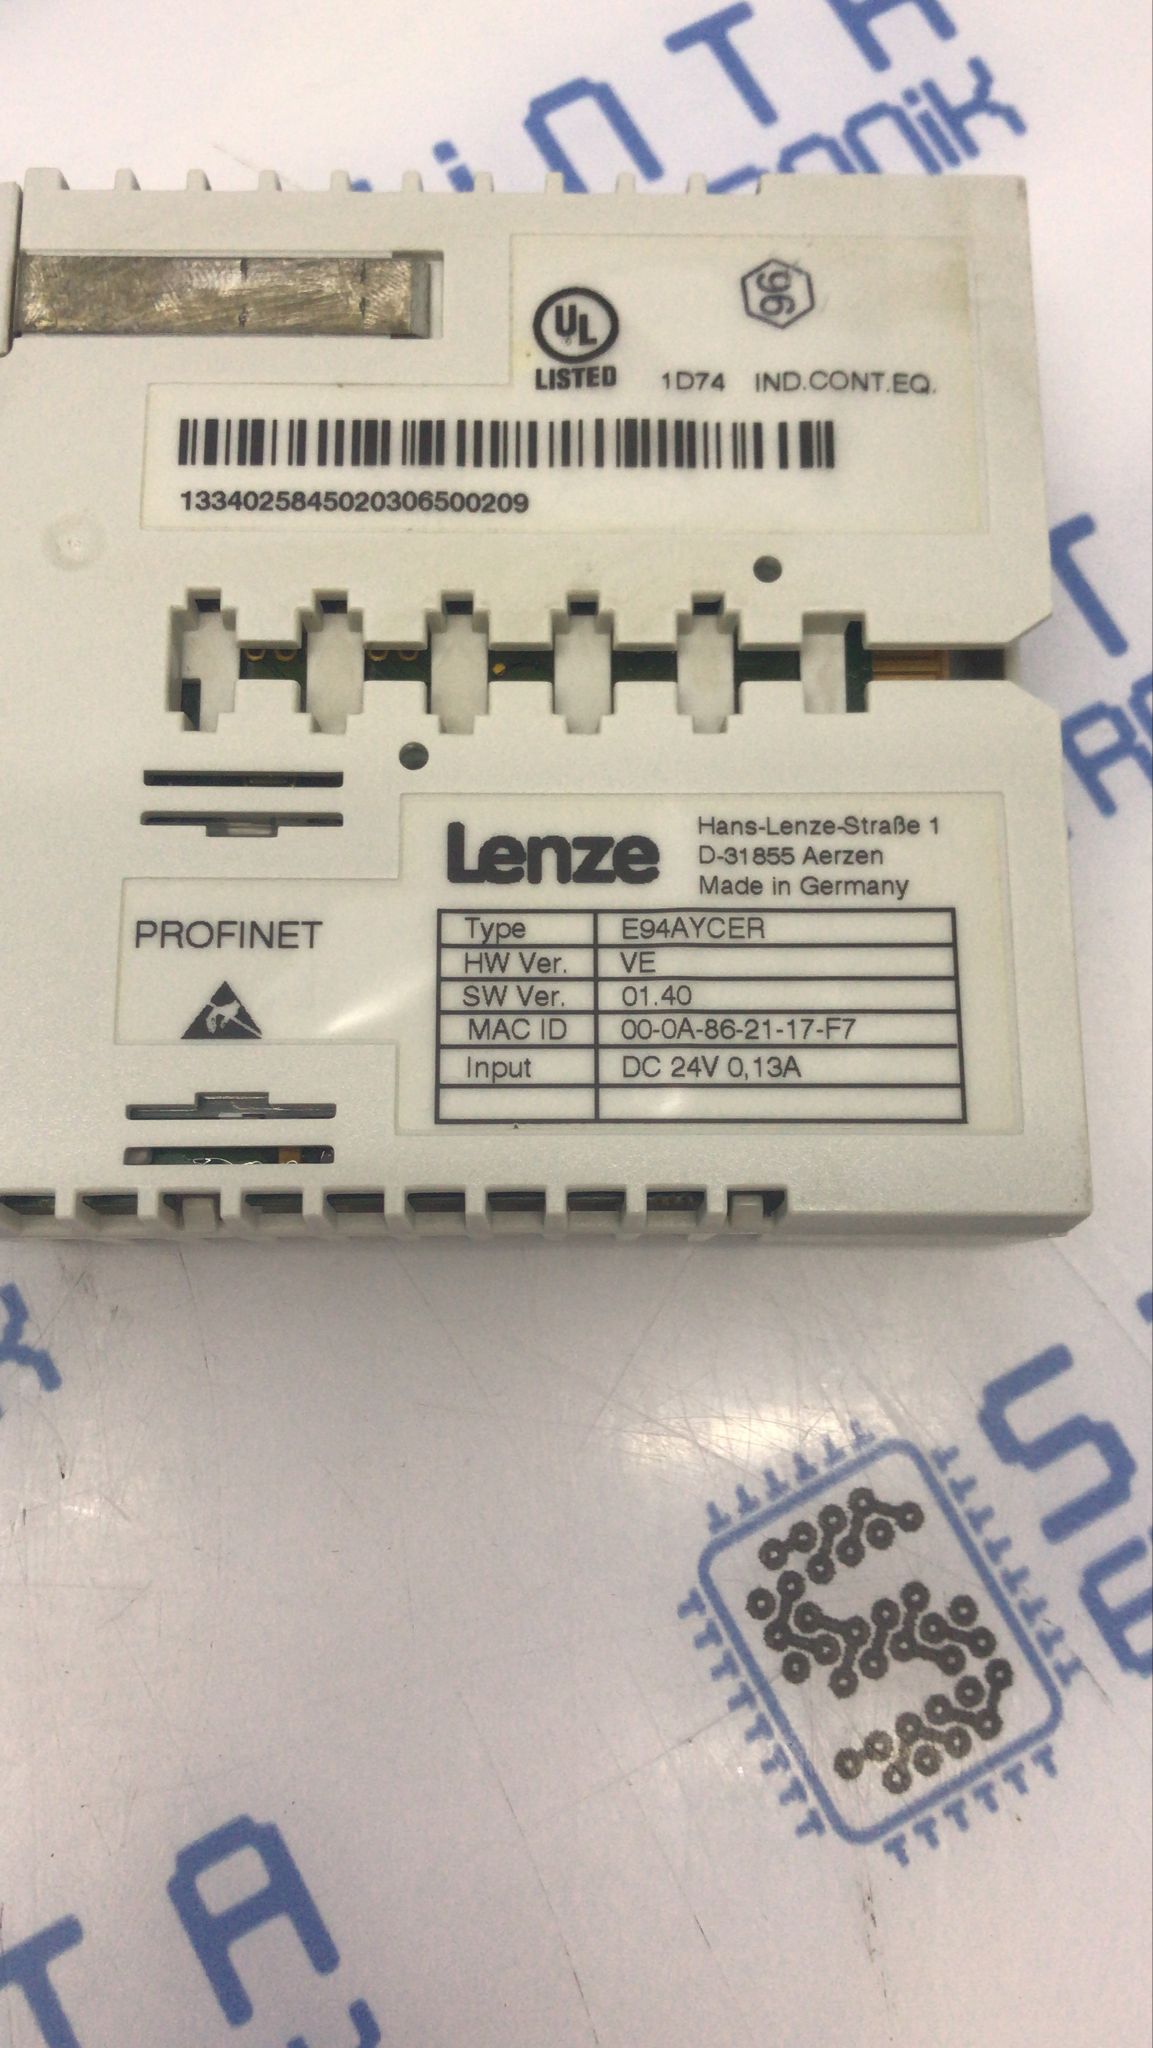 LISTED
1D74 IND.CONT.EQ.
UL
96
1334025845020306500209
Lenze
Hans-Lenze-Straße 1
D-31855 Aerzen
Made in Germany
PROFINET
Type E94AYCER
HW Ver. VE
SW Ver. 01.40
MAC ID 00-0A-86-21-17-F7
Input DC 24V 0,13A